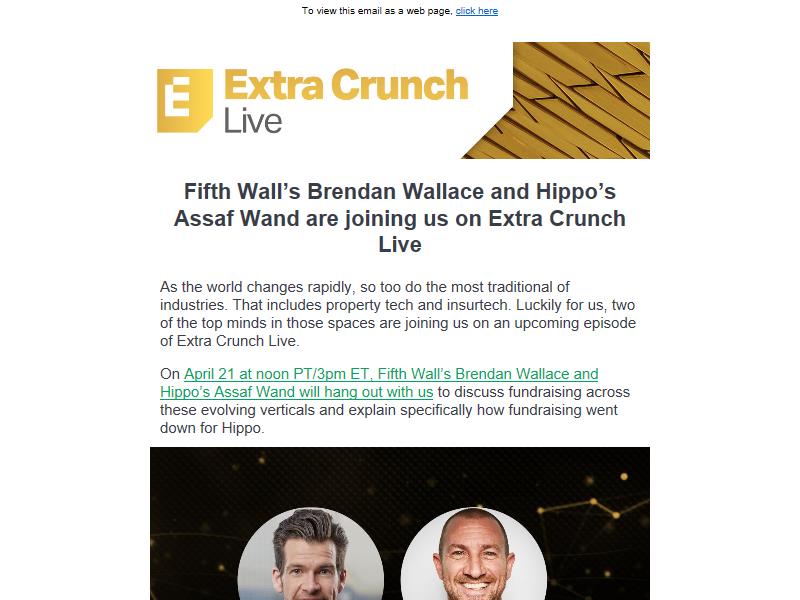 To view this email as a web page, click here
E
Extra Crunch
Live
Fifth Wall’s Brendan Wallace and Hippo’s
Assaf Wand are joining us on Extra Crunch
Live
As the world changes rapidly, so too do the most traditional of
industries. That includes property tech and insurtech. Luckily for us, two
of the top minds in those spaces are joining us on an upcoming episode
of Extra Crunch Live.
On April 21 at noon PT/3pm ET, Fifth Wall’s Brendan Wallace and
Hippo’s Assaf Wand will hang out with us to discuss fundraising across
these evolving verticals and explain specifically how fundraising went
down for Hippo.